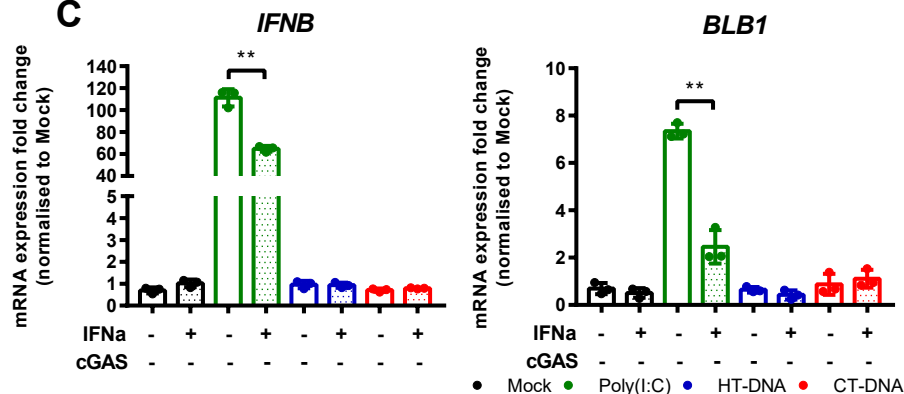 C
IFNB
BLB1
mRNA expression fold change
(normalised to Mock)
140
120
100
80
60
40
5
4
3
2
1
0
**
IFNa - + - + - + - +
cGAS - - - - - - - -
mRNA expression fold change
(normalised to Mock)
10
8
6
4
2
0
**
- + - + - + - +
- - - - - - - -
Mock Poly(I:C) HT-DNA CT-DNA